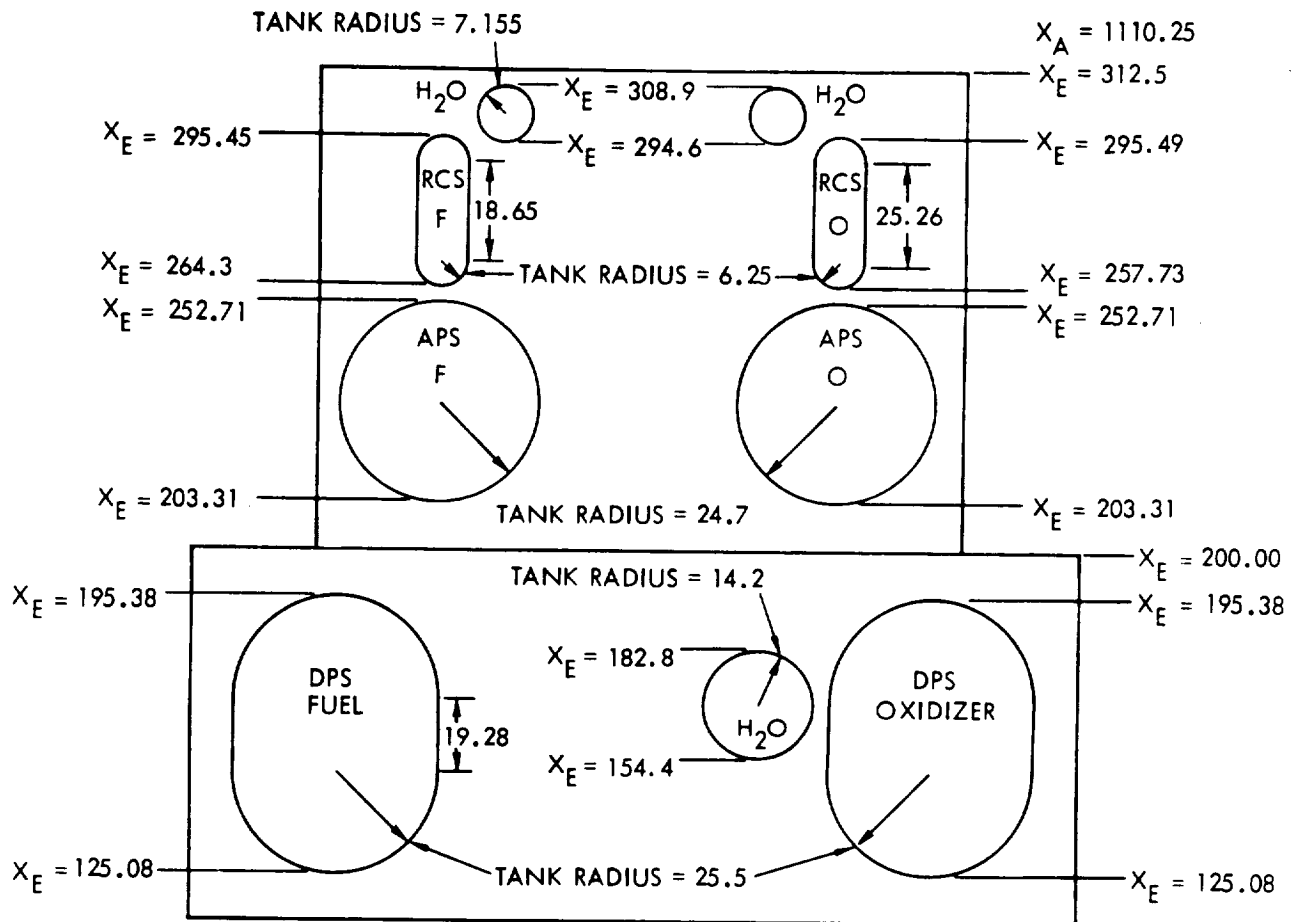 TANK RADIUS = 7.155
X_A = 1110.25
X_E = 312.5
H₂O
X_E = 308.9
H₂O
X_E = 295.45
X_E = 294.6
X_E = 295.49
RCS
F
18.65
RCS
O
25.26
X_E = 264.3
TANK RADIUS = 6.25
X_E = 257.73
X_E = 252.71
X_E = 252.71
APS
F
APS
O
X_E = 203.31
TANK RADIUS = 24.7
X_E = 203.31
X_E = 200.00
TANK RADIUS = 14.2
X_E = 195.38
X_E = 195.38
X_E = 182.8
DPS
FUEL
DPS
OXIDIZER
H₂O
19.28
X_E = 154.4
X_E = 125.08
TANK RADIUS = 25.5
X_E = 125.08